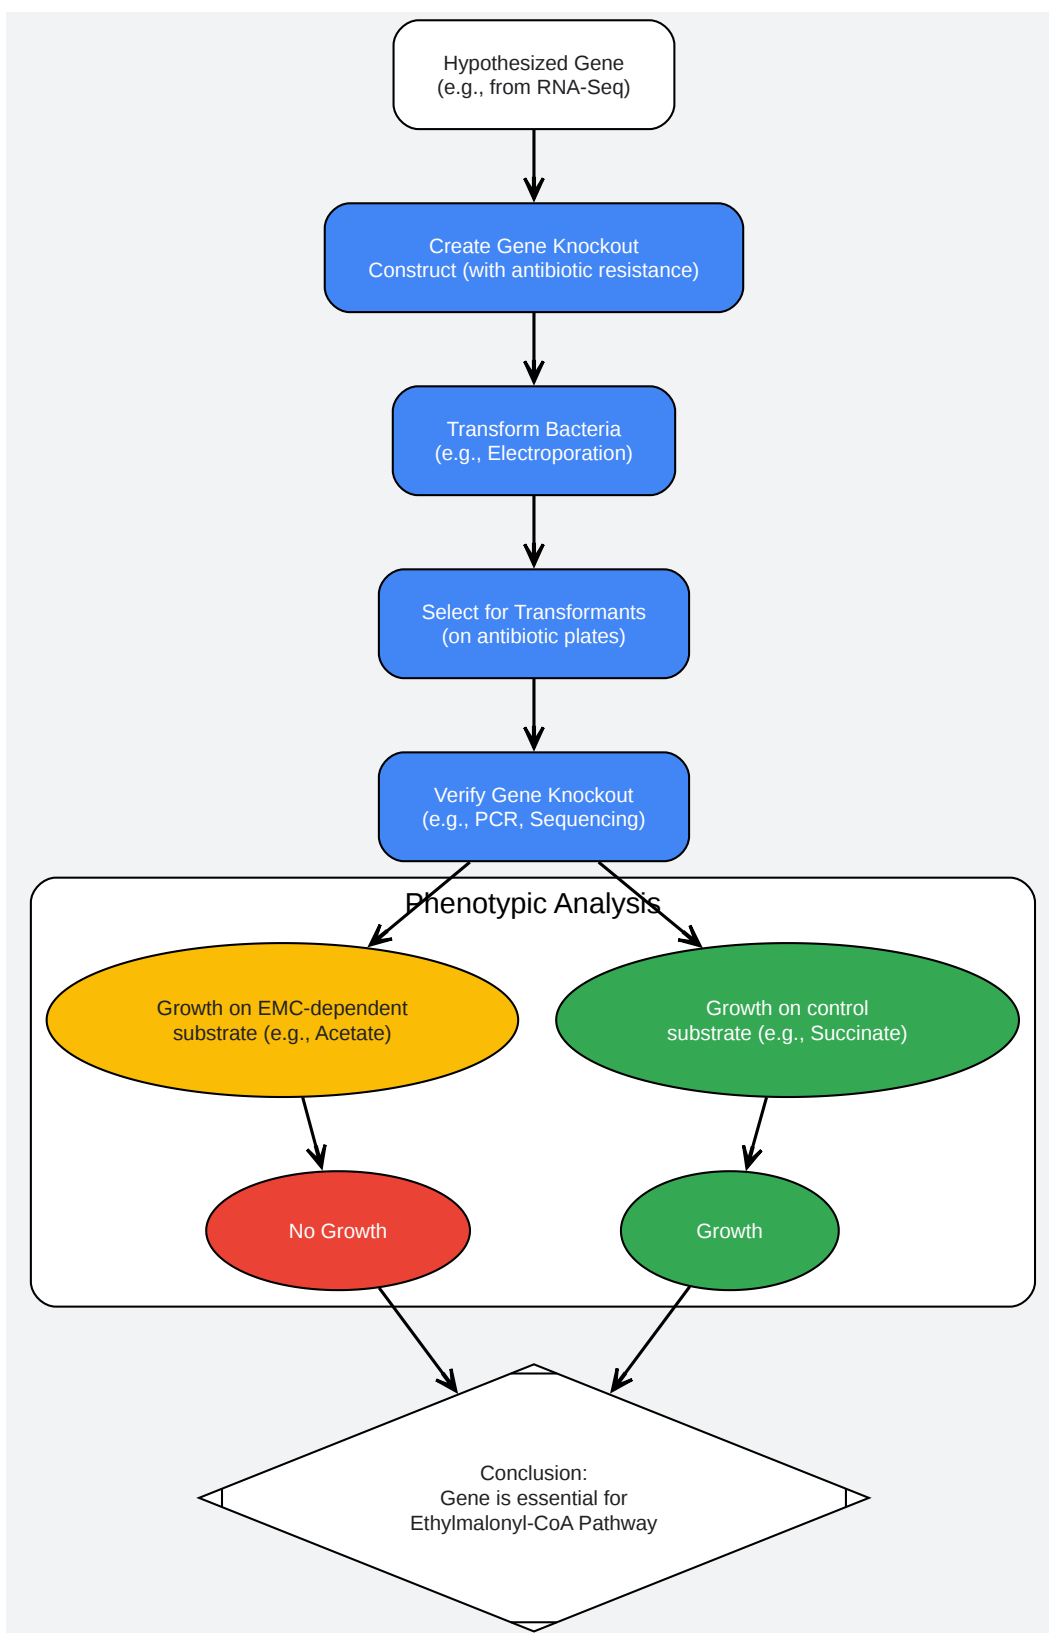 Hypothesized Gene
(e.g., from RNA-Seq)
Create Gene Knockout
Construct (with antibiotic resistance)
Transform Bacteria
(e.g., Electroporation)
Select for Transformants
(on antibiotic plates)
Verify Gene Knockout
(e.g., PCR, Sequencing)
Phenotypic Analysis
Growth on EMC-dependent
substrate (e.g., Acetate)
Growth on control
substrate (e.g., Succinate)
No Growth
Growth
Conclusion:
Gene is essential for
Ethylmalonyl-CoA Pathway